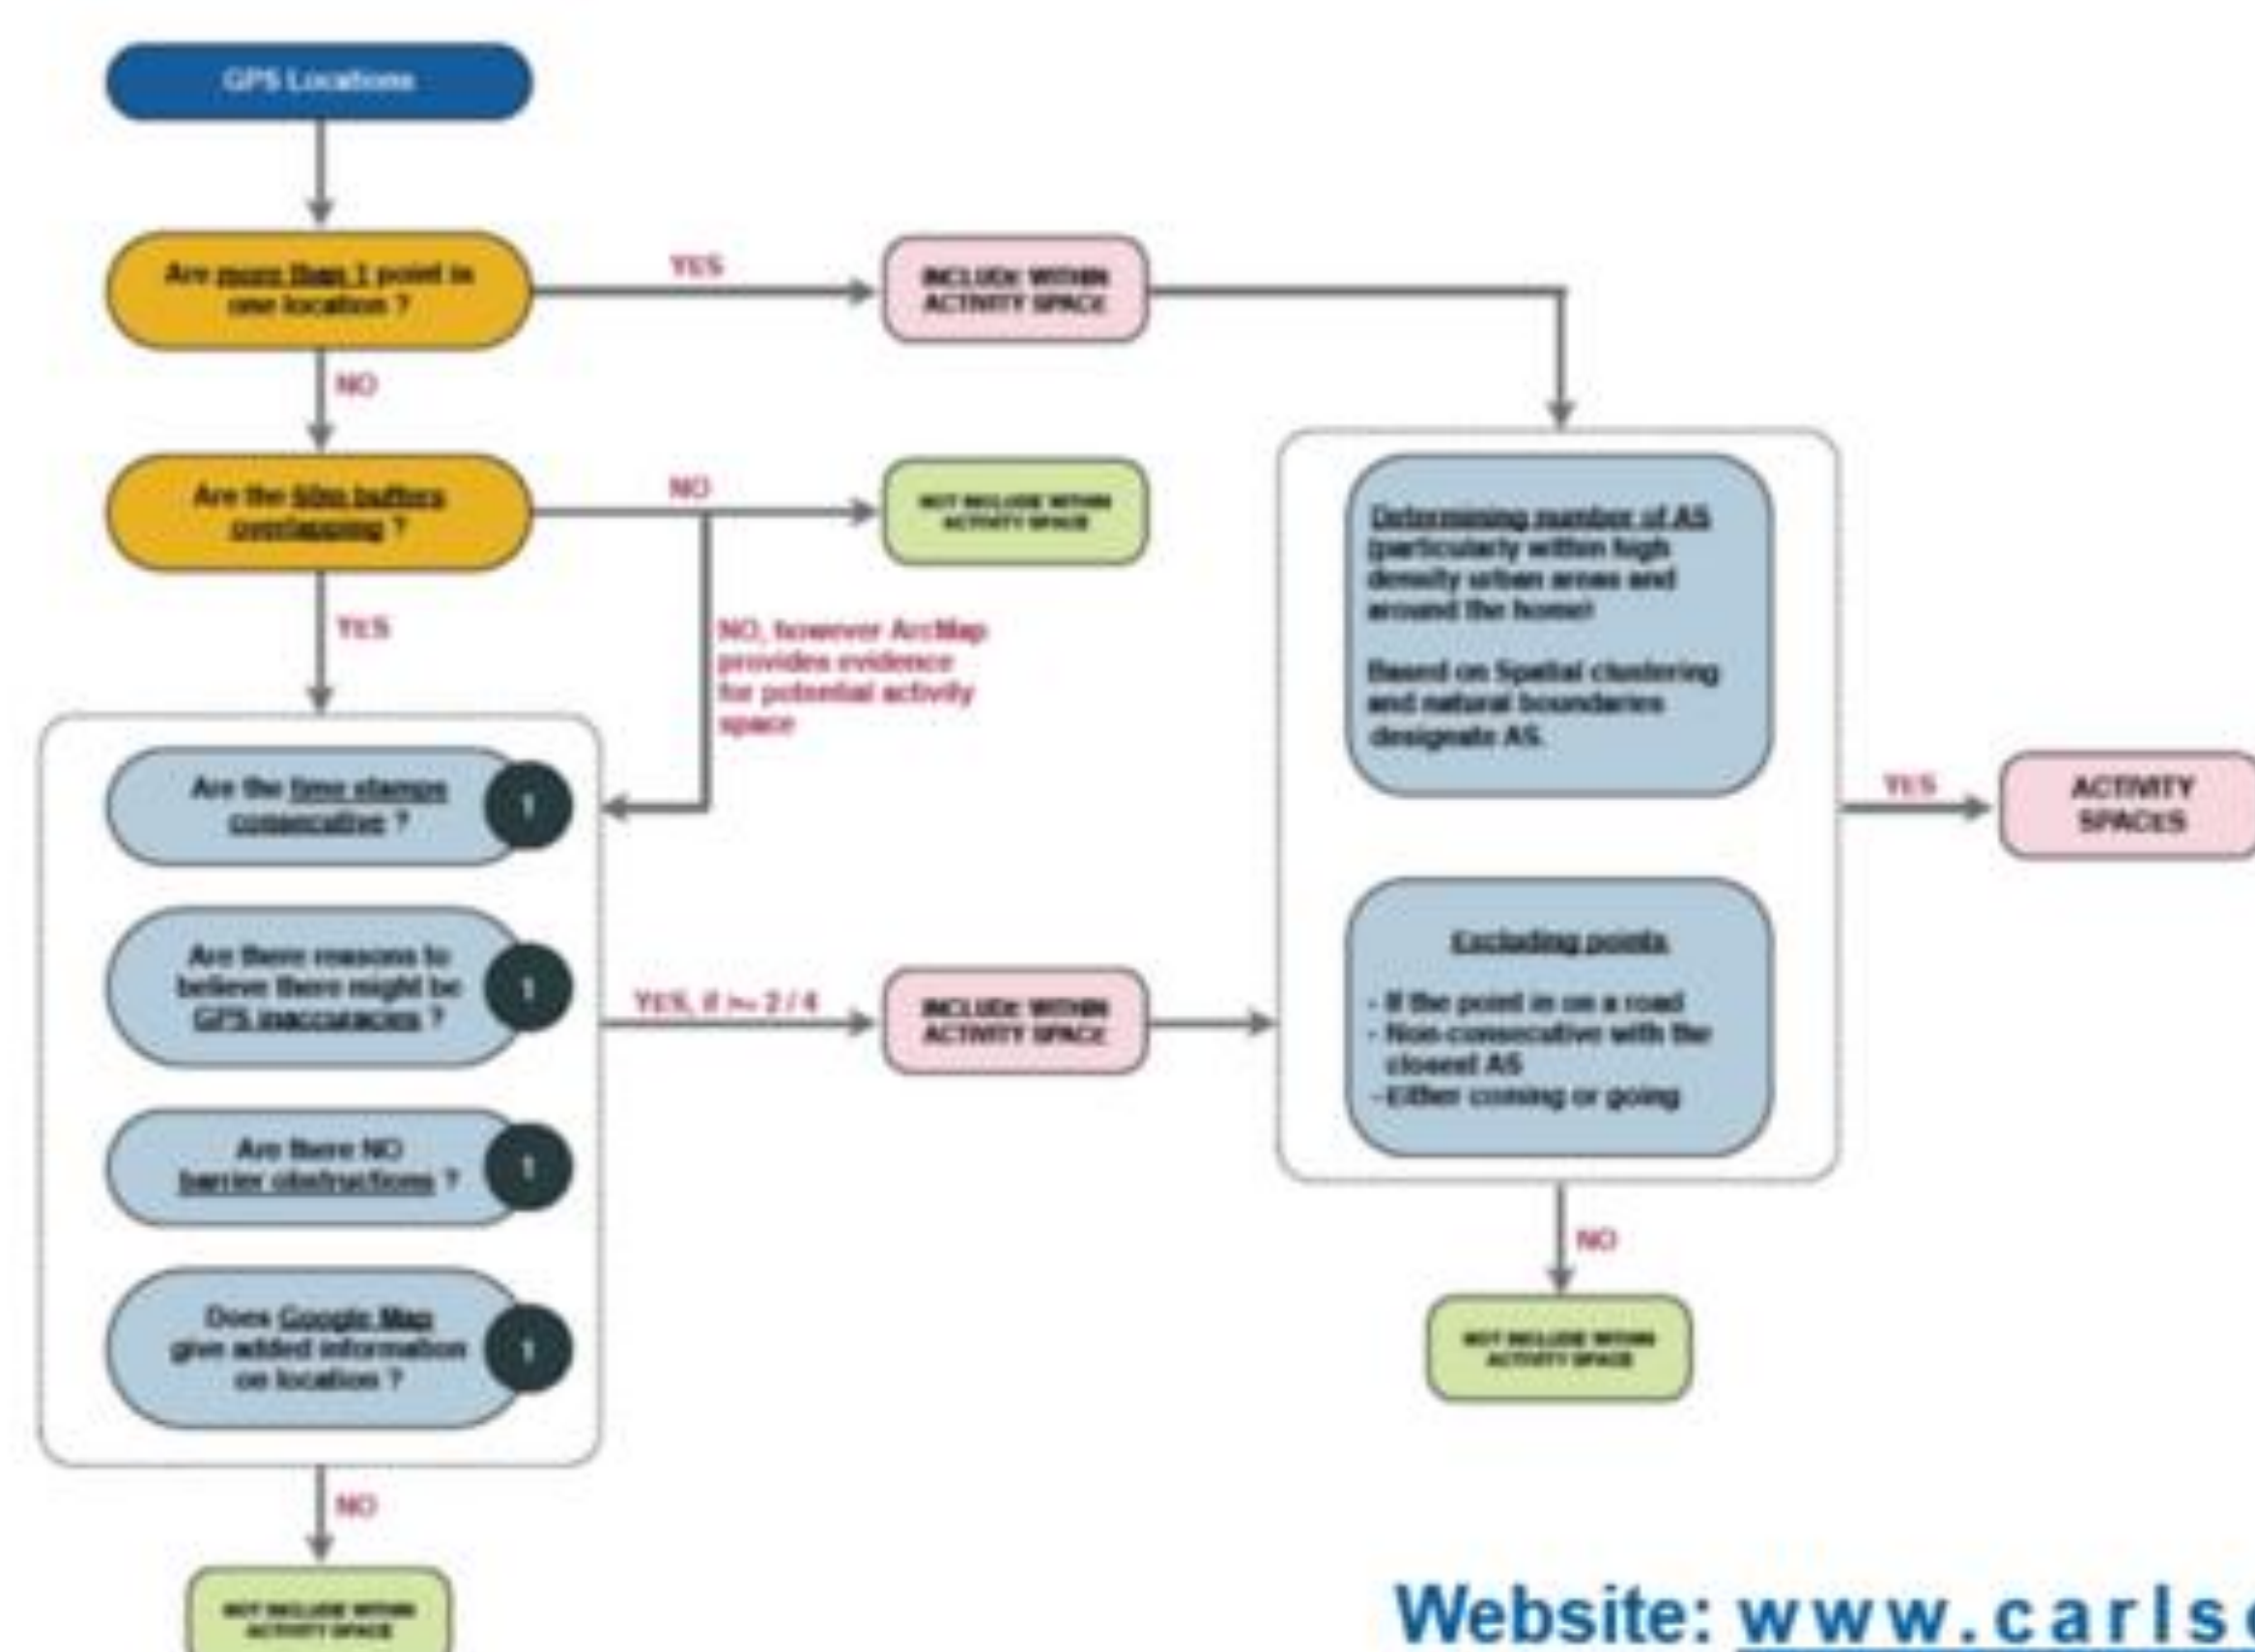 GPS Locations
Are more than 1 point in
one location ?
YES
INCLUDE WITHIN
ACTIVITY SPACE
NO
Are the buffers
overlapping ?
NO
NOT INCLUDE WITHIN
ACTIVITY SPACE
YES
NO, however ArcMap
provides evidence
for potential activity
space
Determining number of AS
(particularly within high
density urban areas and
around the home)
Based on Spatial clustering
and natural boundaries
designate AS.
YES
ACTIVITY
SPACES
Are the time stamps
consecutive ?
1
Are there reasons to
believe there might be
GPS inaccuracies ?
1
YES, if >= 2 / 4
INCLUDE WITHIN
ACTIVITY SPACE
Excluding points
- If the point in on a road
- Non-consecutive with the
closest AS
- Either coming or going
Are there NO
barrier obstructions ?
1
NO
NOT INCLUDE WITHIN
ACTIVITY SPACE
Does Google Map
give added information
on location ?
1
NO
NOT INCLUDE WITHIN
ACTIVITY SPACE
Website: www.carls